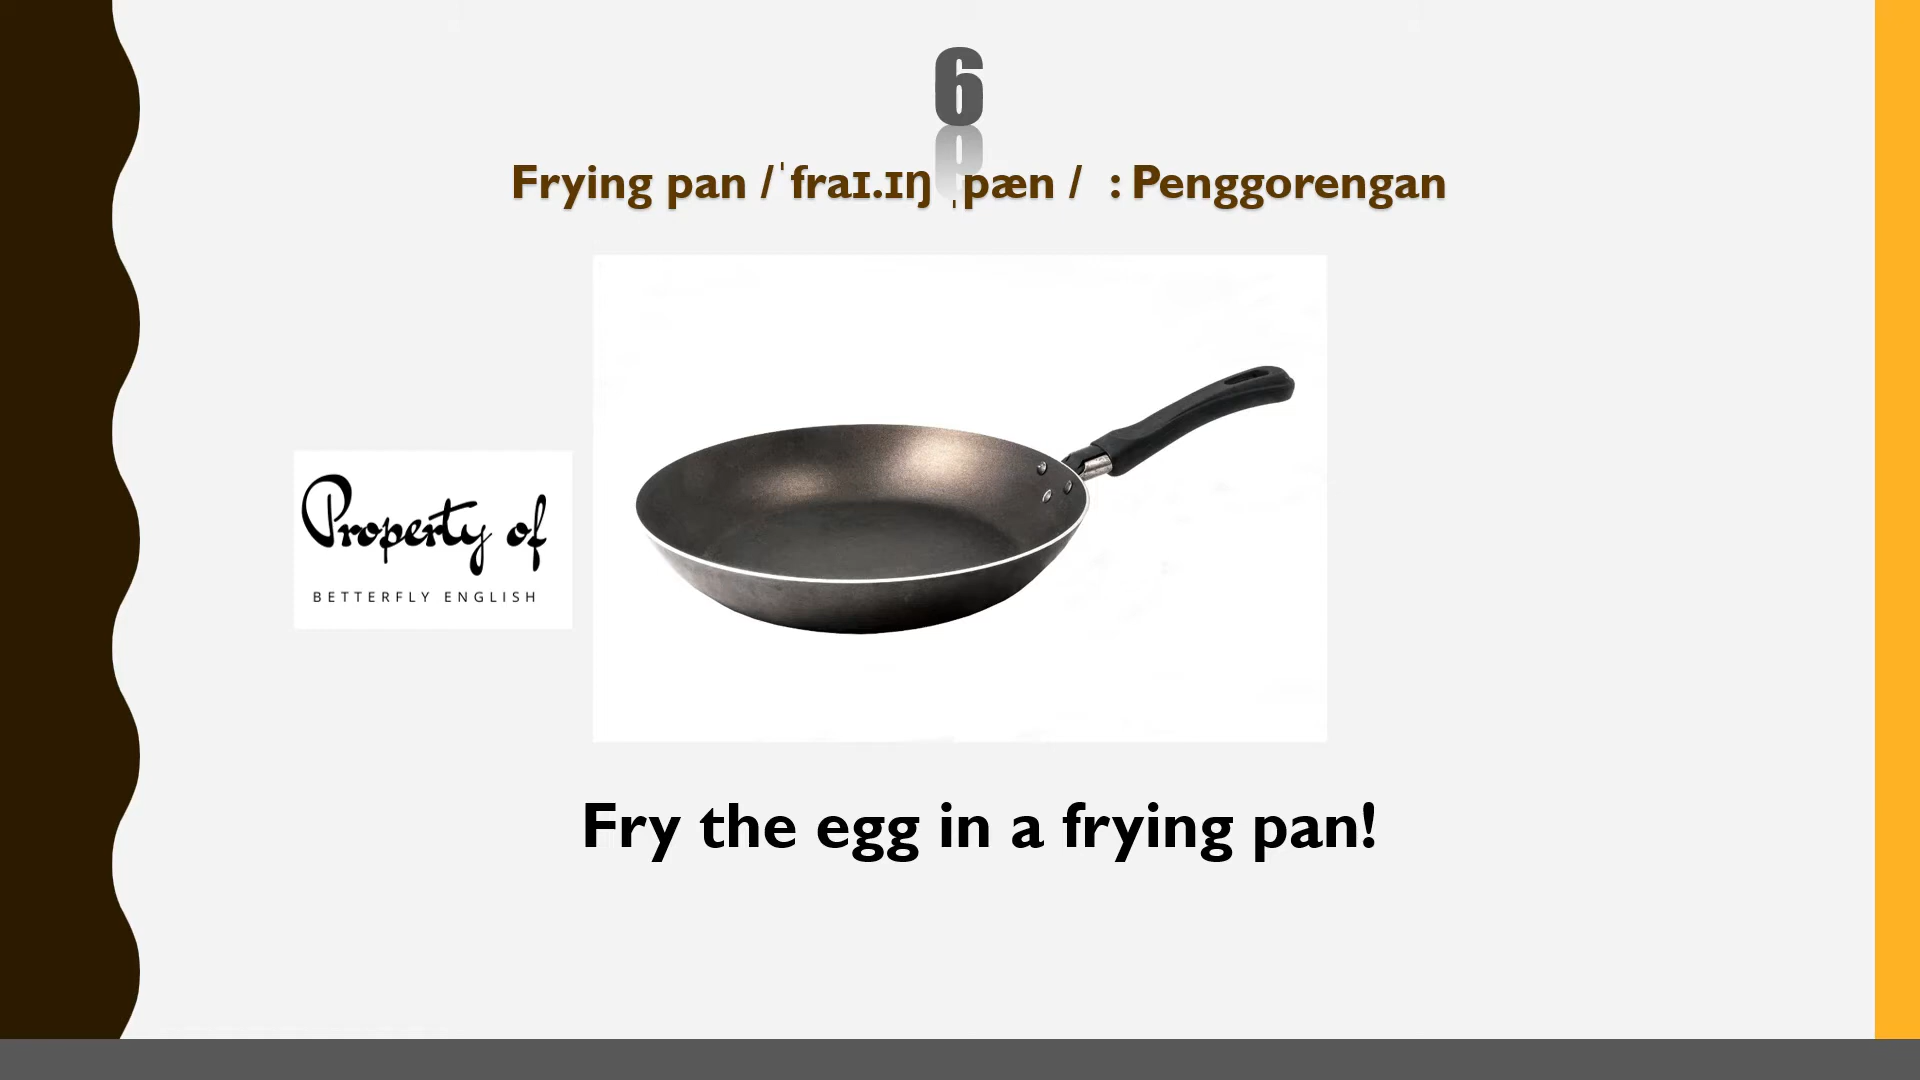 6
Frying pan /ˈfraɪ.ɪŋ ˌpæn / : Penggorengan
Property of
BETTERFLY ENGLISH
Fry the egg in a frying pan!